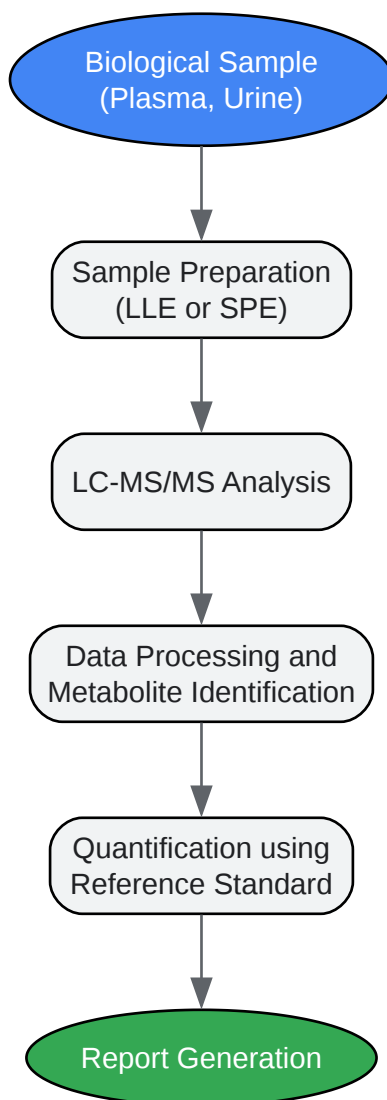 Biological Sample
(Plasma, Urine)
Sample Preparation
(LLE or SPE)
LC-MS/MS Analysis
Data Processing and
Metabolite Identification
Quantification using
Reference Standard
Report Generation